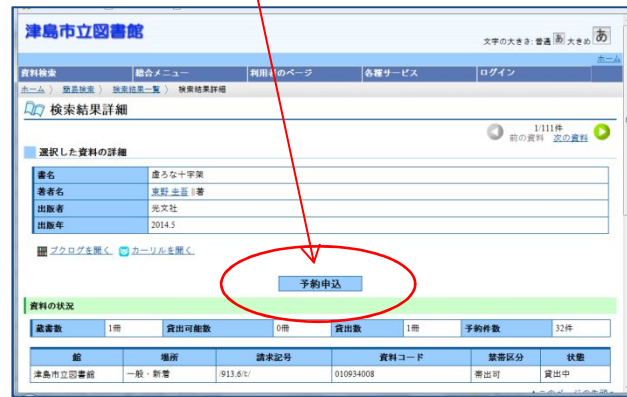 津島市立図書館
文字の大きさ: 普通 あ 大きめ あ
ホーム
資料検索 総合メニュー 利用者のページ 各種サービス ログイン
ホーム 〉 簡易検索 〉 検索結果一覧 〉 検索結果詳細
検索結果詳細
1/111件
前の資料 次の資料
選択した資料の詳細
書名 虚ろな十字架
著者名 東野 圭吾∥著
出版者 光文社
出版年 2014.5
ブクログを開く カーリルを開く
予約申込
資料の状況
蔵書数 1冊 貸出可能数 0冊 貸出数 1冊 予約件数 32件
館 場所 請求記号 資料コード 禁帯区分 状態
津島市立図書館 一般・新着 /913.6/ﾋ/ 010934008 帯出可 貸出中